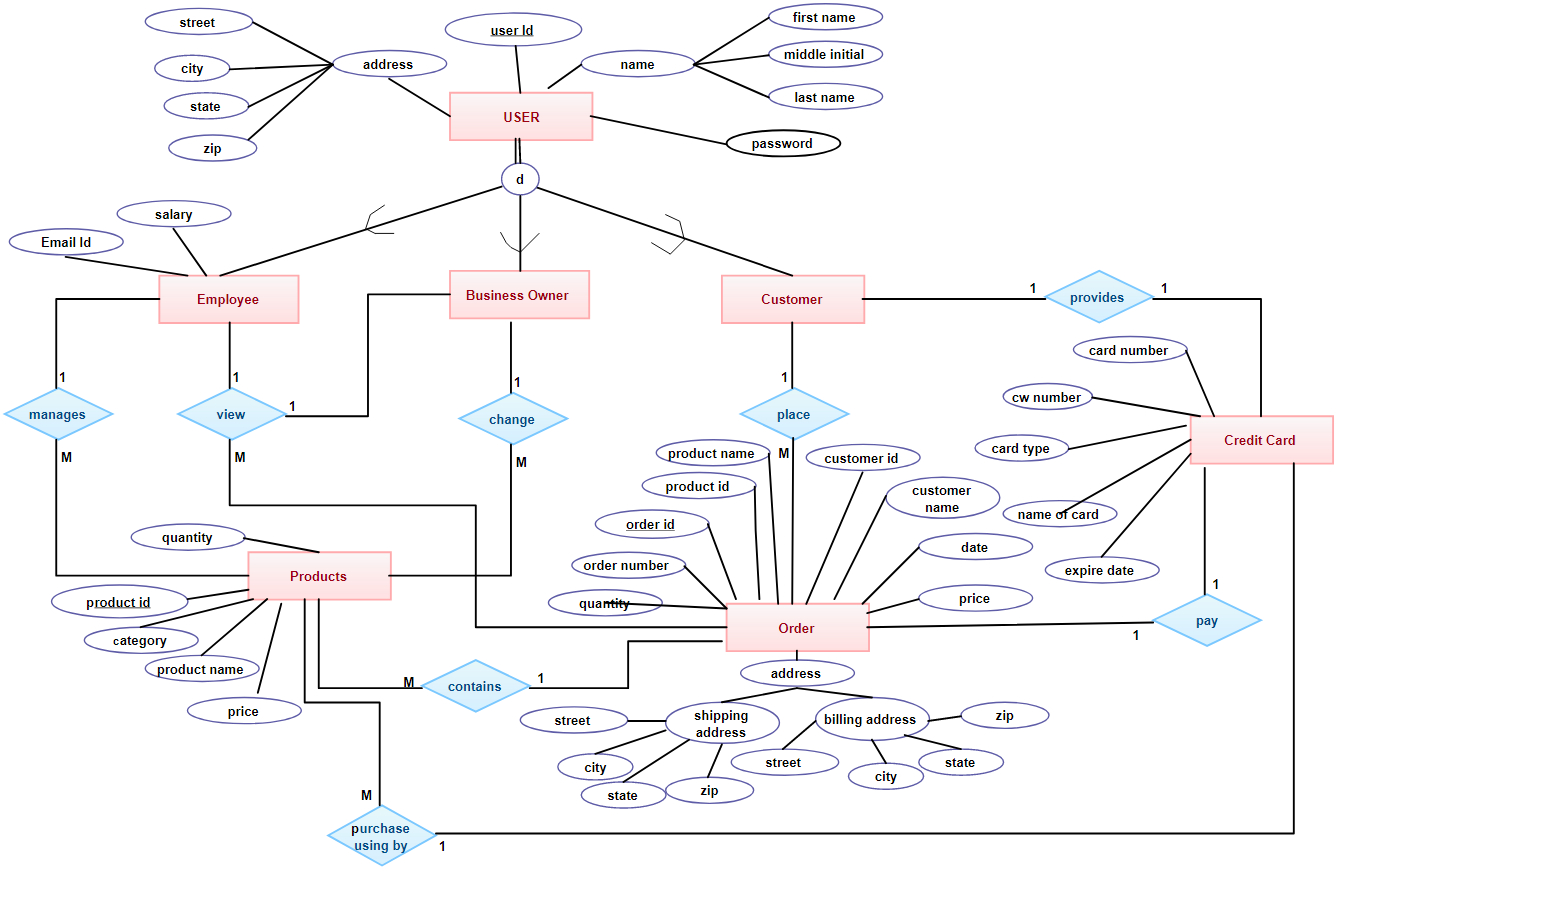 street
user Id
first name
city
address
name
middle initial
state
last name
zip
USER
password
d
salary
Email Id
Employee
Business Owner
Customer
1
provides
1
card number
1
1
1
1
1
cw number
manages
view
change
place
product name
M
customer id
card type
Credit Card
M
M
M
product id
customer
name
order id
name of card
quantity
order number
date
expire date
Products
1
product id
quantity
price
category
Order
pay
1
product name
address
M
contains
1
price
street
shipping
address
billing address
zip
city
street
state
state
zip
city
M
purchase
using by
1